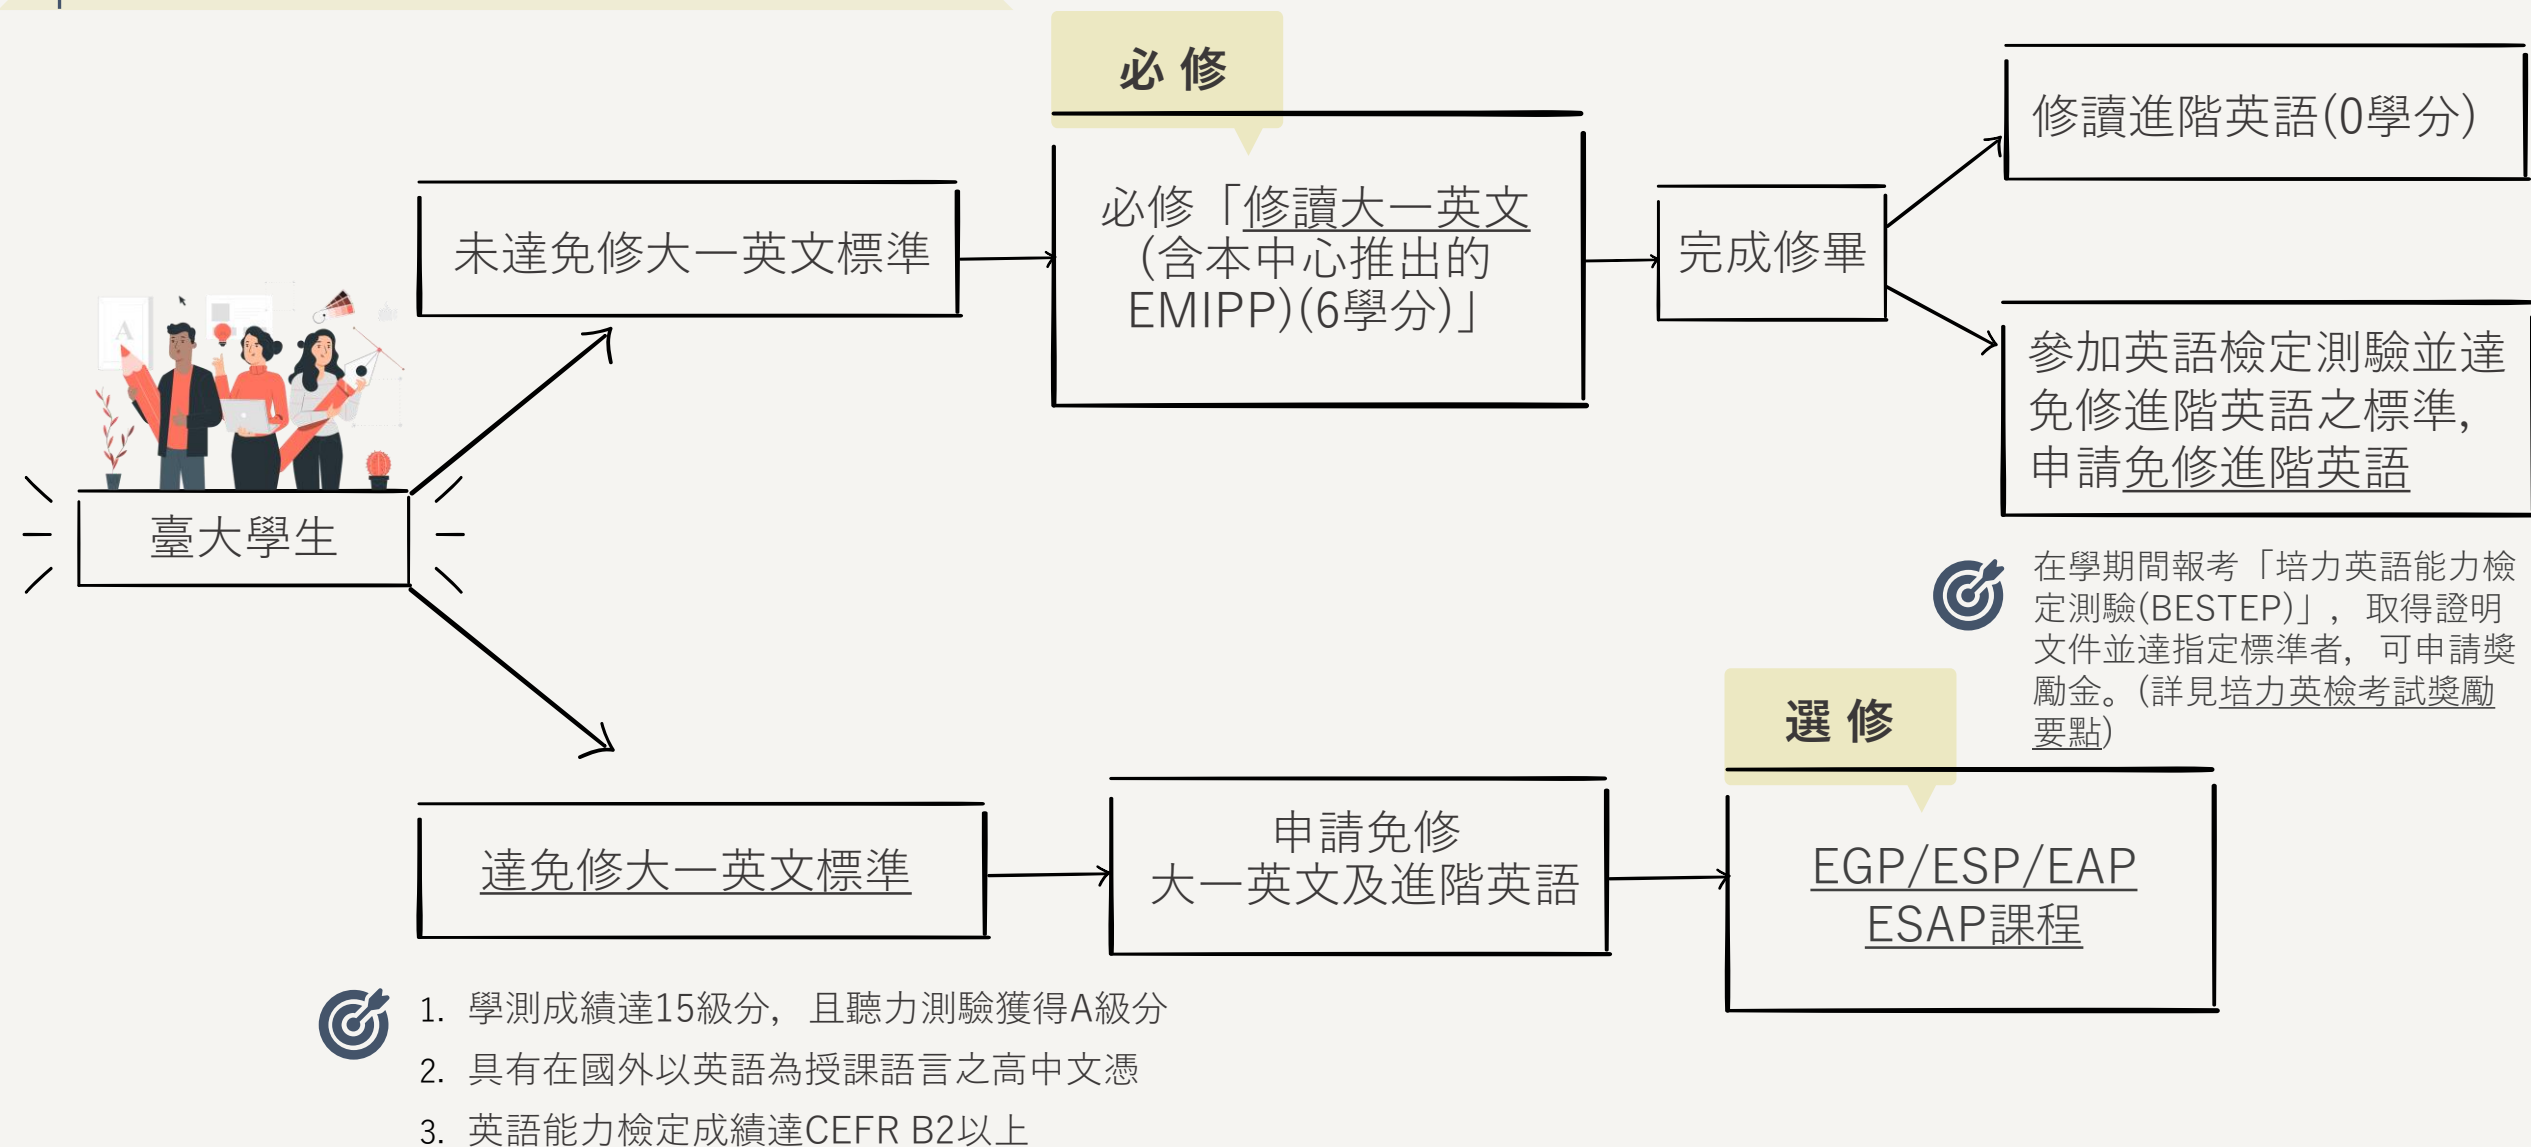 必修
修讀進階英語(0學分)
未達免修大一英文標準
必修「修讀大一英文
(含本中心推出的
EMIPP)(6學分)」
完成修畢
參加英語檢定測驗並達
免修進階英語之標準,
申請免修進階英語
A
臺大學生
在學期間報考「培力英語能力檢
定測驗(BESTEP)」, 取得證明
文件並達指定標準者, 可申請獎
勵金。(詳見培力英檢考試獎勵
要點)
選修
達免修大一英文標準
申請免修
大一英文及進階英語
EGP/ESP/EAP
ESAP課程
1. 學測成績達15級分, 且聽力測驗獲得A級分
2. 具有在國外以英語為授課語言之高中文憑
3. 英語能力檢定成績達CEFR B2以上